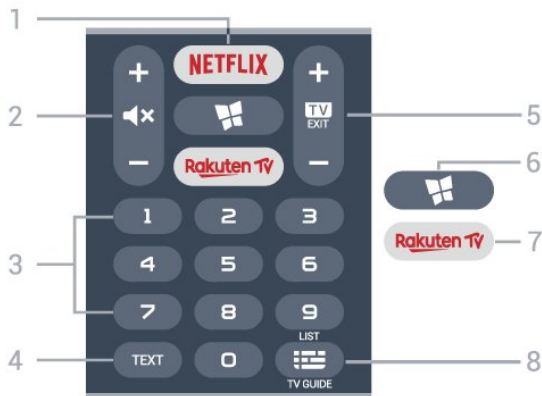 1
NETFLIX
+
+
2
TV
EXIT
5
6
-
-
Rakuten TV
1 2 3
Rakuten TV
7
3
4 5 6
7 8 9
LIST
4
TEXT
0
8
TV GUIDE